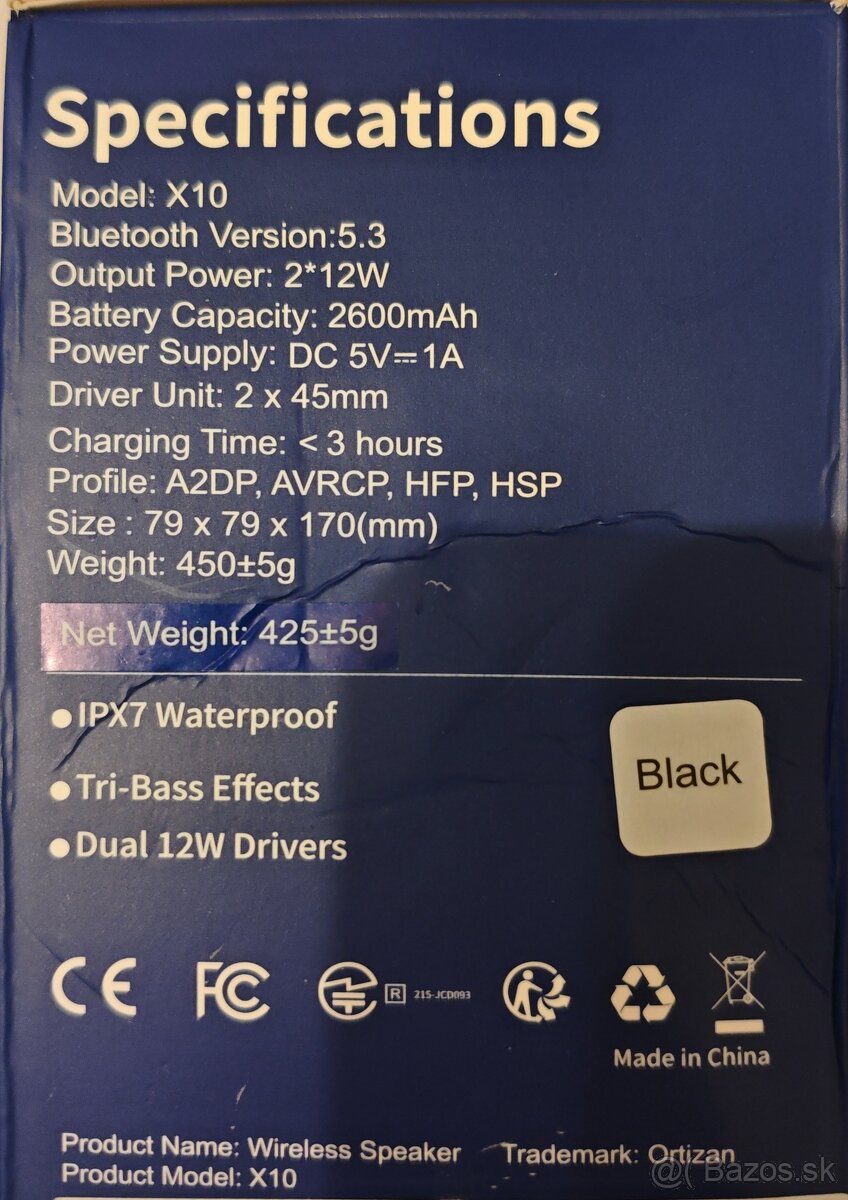 Specifications
Model: X10
Bluetooth Version:5.3
Output Power: 2*12W
Battery Capacity: 2600mAh
Power Supply: DC 5V⎓1A
Driver Unit: 2 x 45mm
Charging Time: < 3 hours
Profile: A2DP, AVRCP, HFP, HSP
Size : 79 x 79 x 170(mm)
Weight: 450±5g
Net Weight: 425±5g
●IPX7 Waterproof
●Tri-Bass Effects
●Dual 12W Drivers
Black
CE FC R 215-JCD093
Made in China
Product Name: Wireless Speaker Trademark: Ortizan
Product Model: X10
@( Bazos.sk